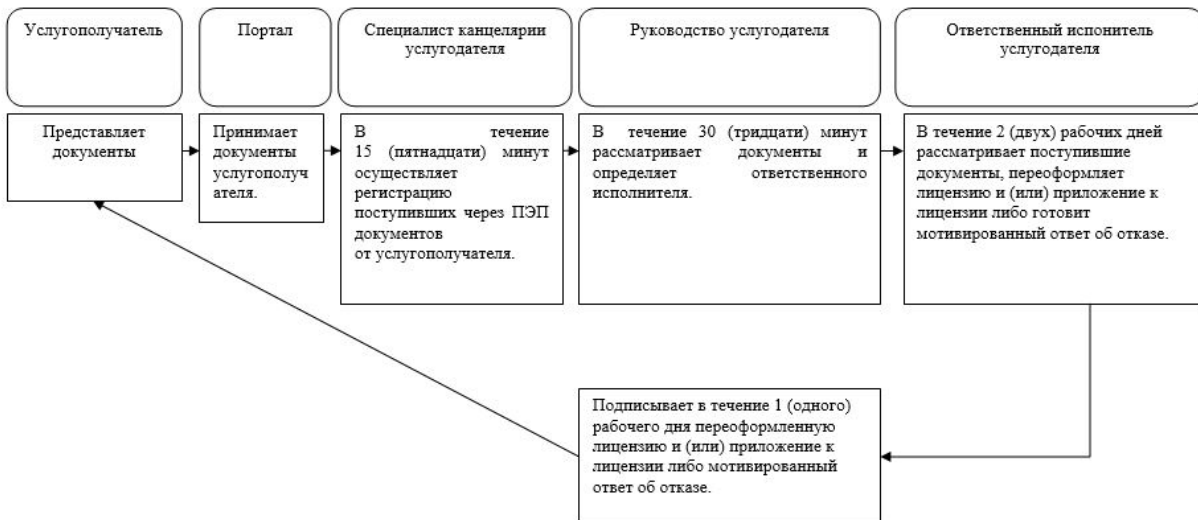 Услугополучатель
Портал
Специалист канцелярии
услугодателя
Руководство услугодателя
Ответственный испонитель
услугодателя
Представляет
документы
Принимает
документы
услугополуч
ателя.
В течение
15 (пятнадцати) минут
осуществляет
регистрацию
поступивших через ПЭП
документов
от услугополучателя.
В течение 30 (тридцати) минут
рассматривает документы и
определяет ответственного
исполнителя.
В течение 2 (двух) рабочих дней
рассматривает поступившие
документы, переоформляет
лицензию и (или) приложение к
лицензии либо готовит
мотивированный ответ об отказе.
Подписывает в течение 1 (одного)
рабочего дня переоформленную
лицензию и (или) приложение к
лицензии либо мотивированный
ответ об отказе.